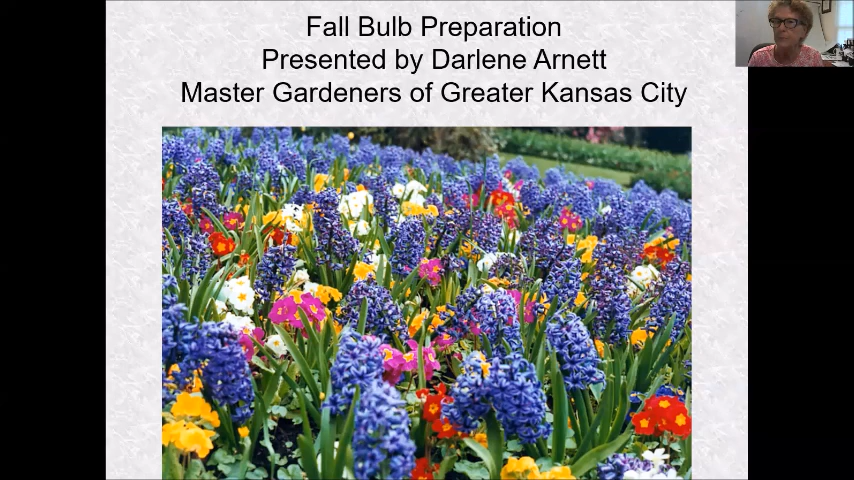 Fall Bulb Preparation
Presented by Darlene Arnett
Master Gardeners of Greater Kansas City